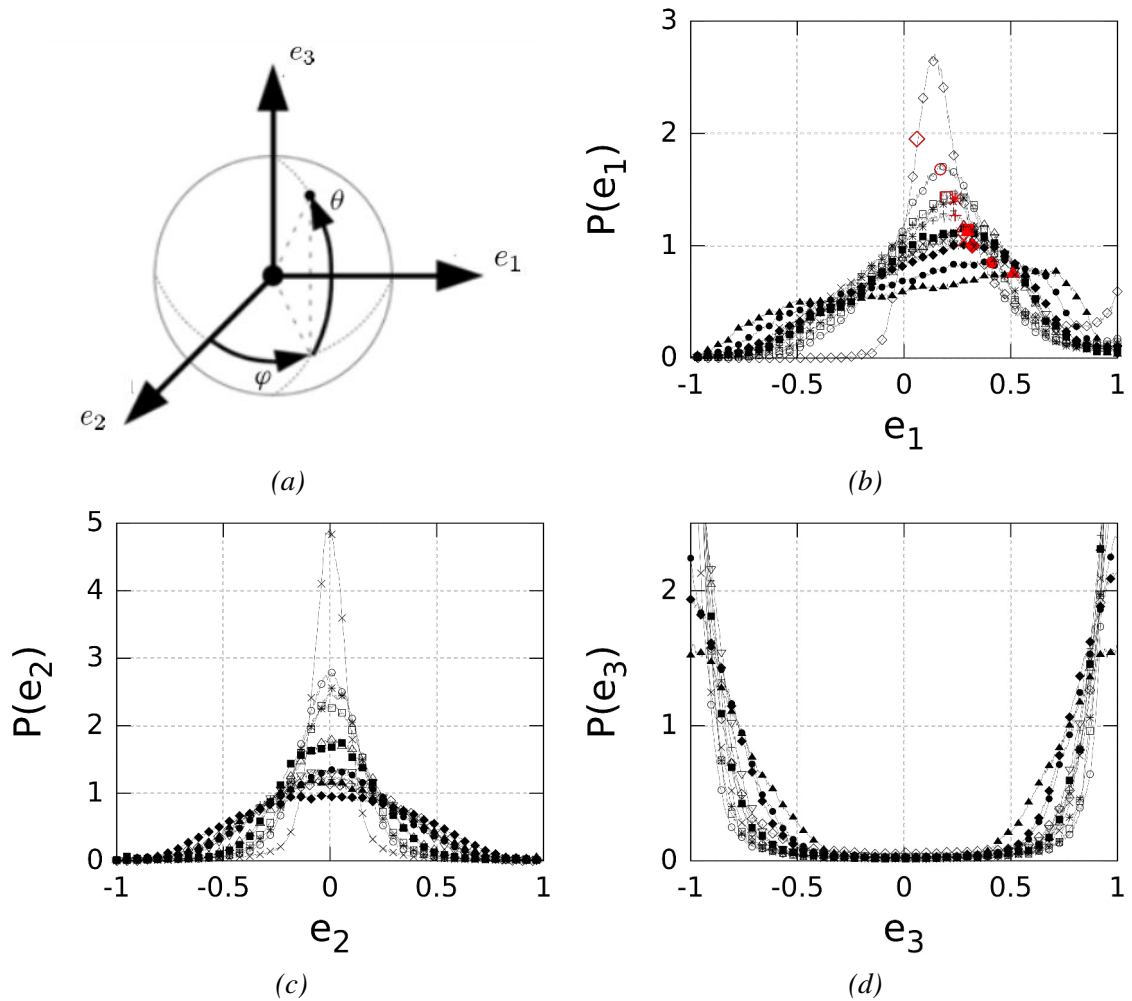 e₃
θ
e₁
φ
e₂
(a)
P(e₁)
3
2
1
0
-1 -0.5 0 0.5 1
e₁
(b)
P(e₂)
5
4
3
2
1
0
-1 -0.5 0 0.5 1
e₂
(c)
P(e₃)
2
1
0
-1 -0.5 0 0.5 1
e₃
(d)